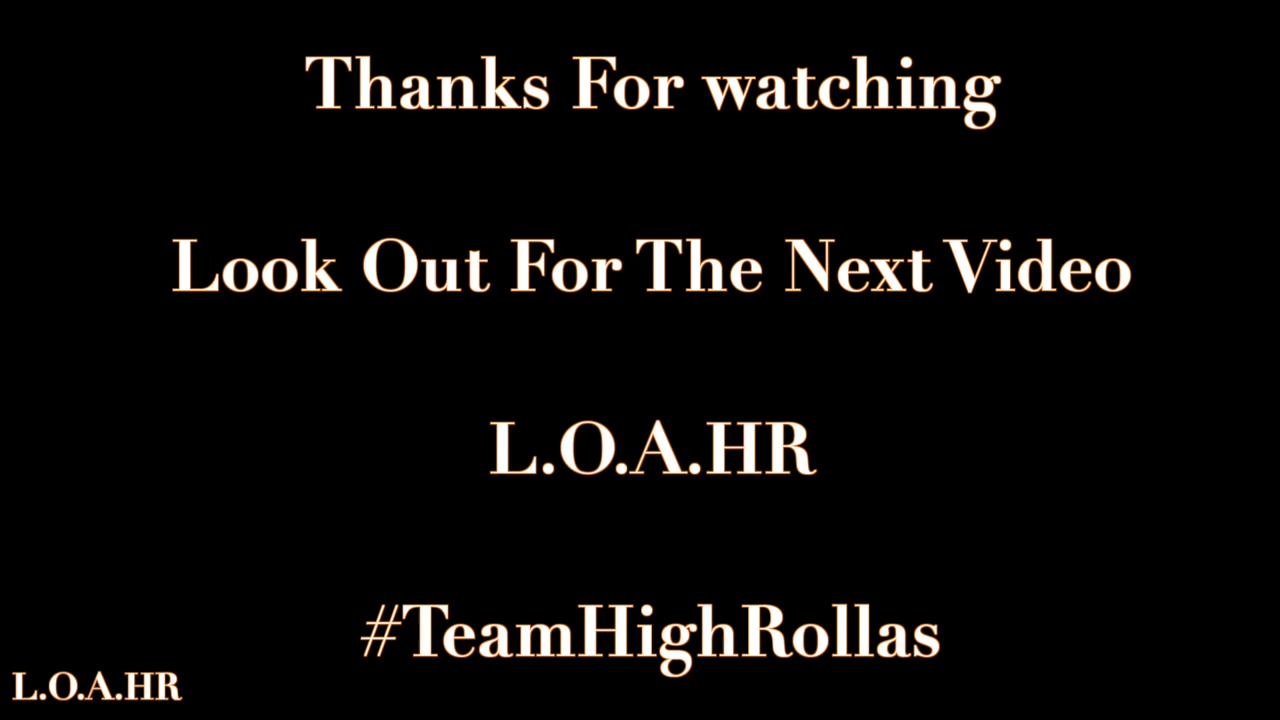 Thanks For watching
Look Out For The Next Video
L.O.A.HR
#TeamHighRollas
L.O.A.HR